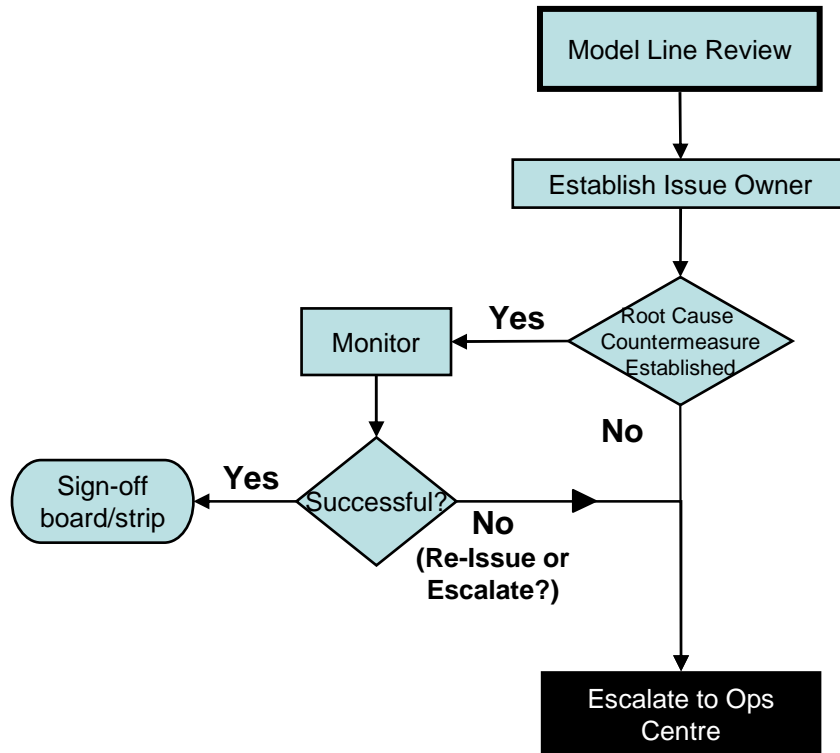 Model Line Review
Establish Issue Owner
Root Cause
Countermeasure
Established
Yes
Monitor
No
Successful?
Yes
Sign-off
board/strip
No
(Re-Issue or
Escalate?)
Escalate to Ops
Centre